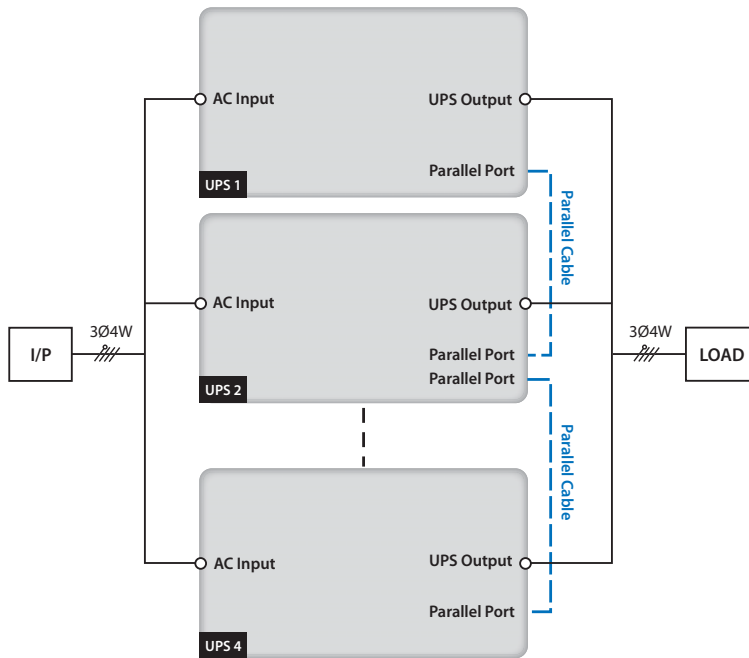 AC Input
UPS Output
Parallel Port
UPS 1
Parallel Cable
AC Input
UPS Output
Parallel Port
Parallel Port
UPS 2
I/P
3Ø4W
3Ø4W
LOAD
Parallel Cable
AC Input
UPS Output
Parallel Port
UPS 4